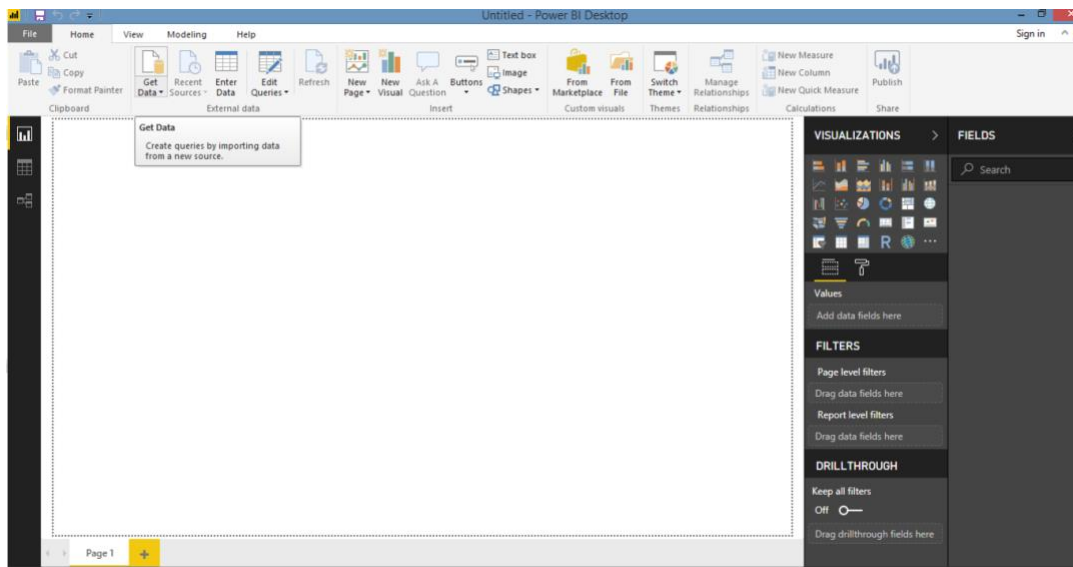 Untitled - Power BI Desktop
File Home View Modeling Help Sign in
Paste
Cut
Copy
Format Painter
Clipboard
Get Data
Recent Sources
Enter Data
Edit Queries
Refresh
External data
New Page
New Visual
Ask A Question
Buttons
Text box
Image
Shapes
Insert
From Marketplace
From File
Custom visuals
Switch Theme
Themes
Manage Relationships
Relationships
New Measure
New Column
New Quick Measure
Calculations
Publish
Share
Get Data
Create queries by importing data
from a new source.
VISUALIZATIONS
R
Values
Add data fields here
FILTERS
Page level filters
Drag data fields here
Report level filters
Drag data fields here
DRILLTHROUGH
Keep all filters
Off
Drag drillthrough fields here
FIELDS
Search
Page 1